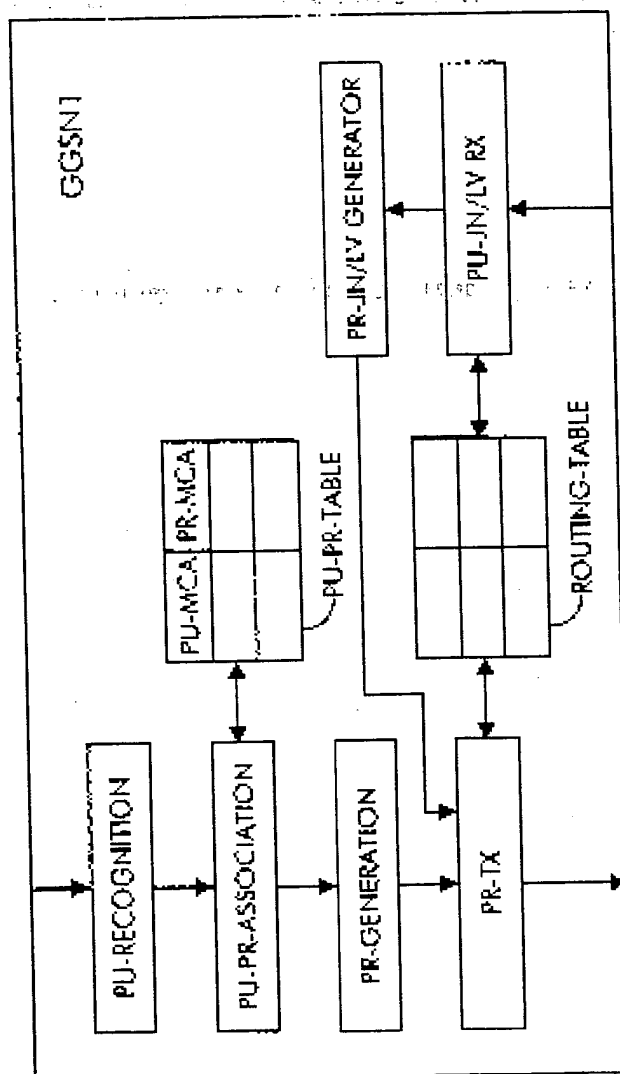 GGSN1
PU-RECOGNITION
PU-PR-ASSOCIATION
PR-GENERATION
PR-TX
PU-MCA PR-MCA
PU-PR-TABLE
ROUTING-TABLE
PR-JN/LV GENERATOR
PU-JN/LV RX